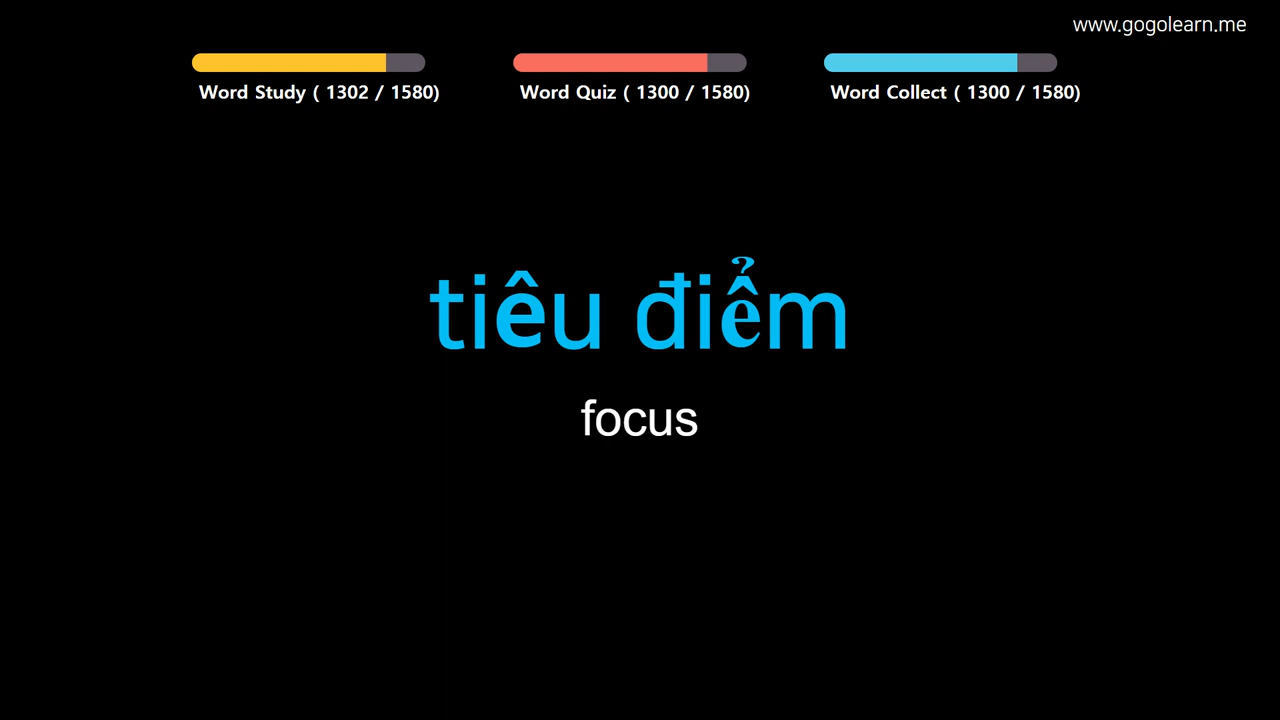 www.gogolearn.me
Word Study ( 1302 / 1580)
Word Quiz ( 1300 / 1580)
Word Collect ( 1300 / 1580)
tiêu điểm
focus